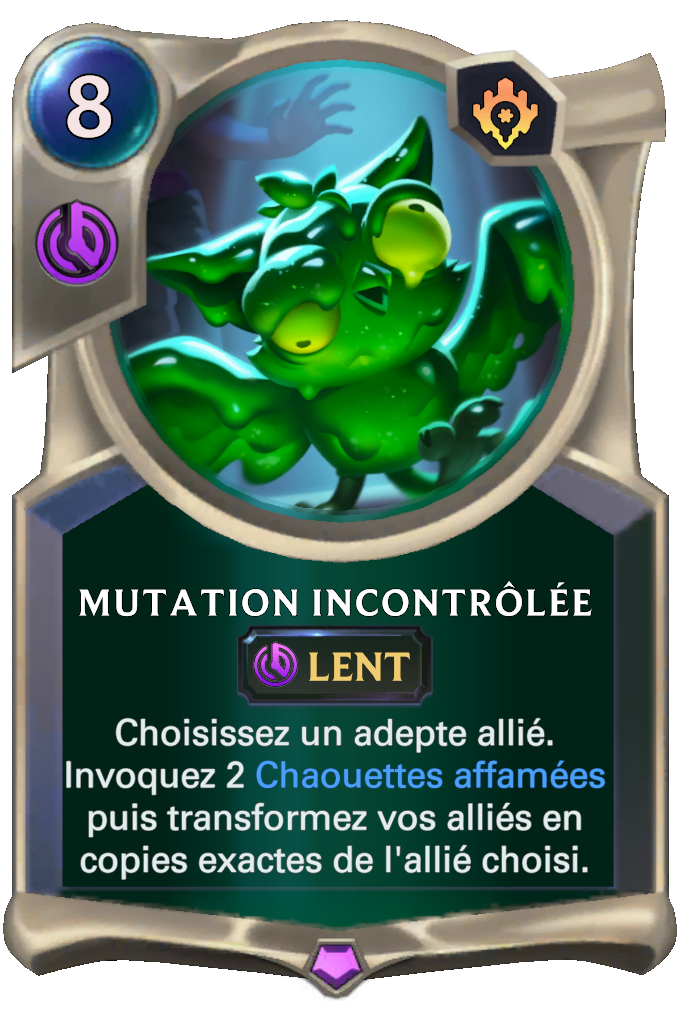 8
MUTATION INCONTRÔLÉE
LENT
Choisissez un adepte allié.
Invoquez 2 Chaouettes affamées
puis transformez vos alliés en
copies exactes de l'allié choisi.